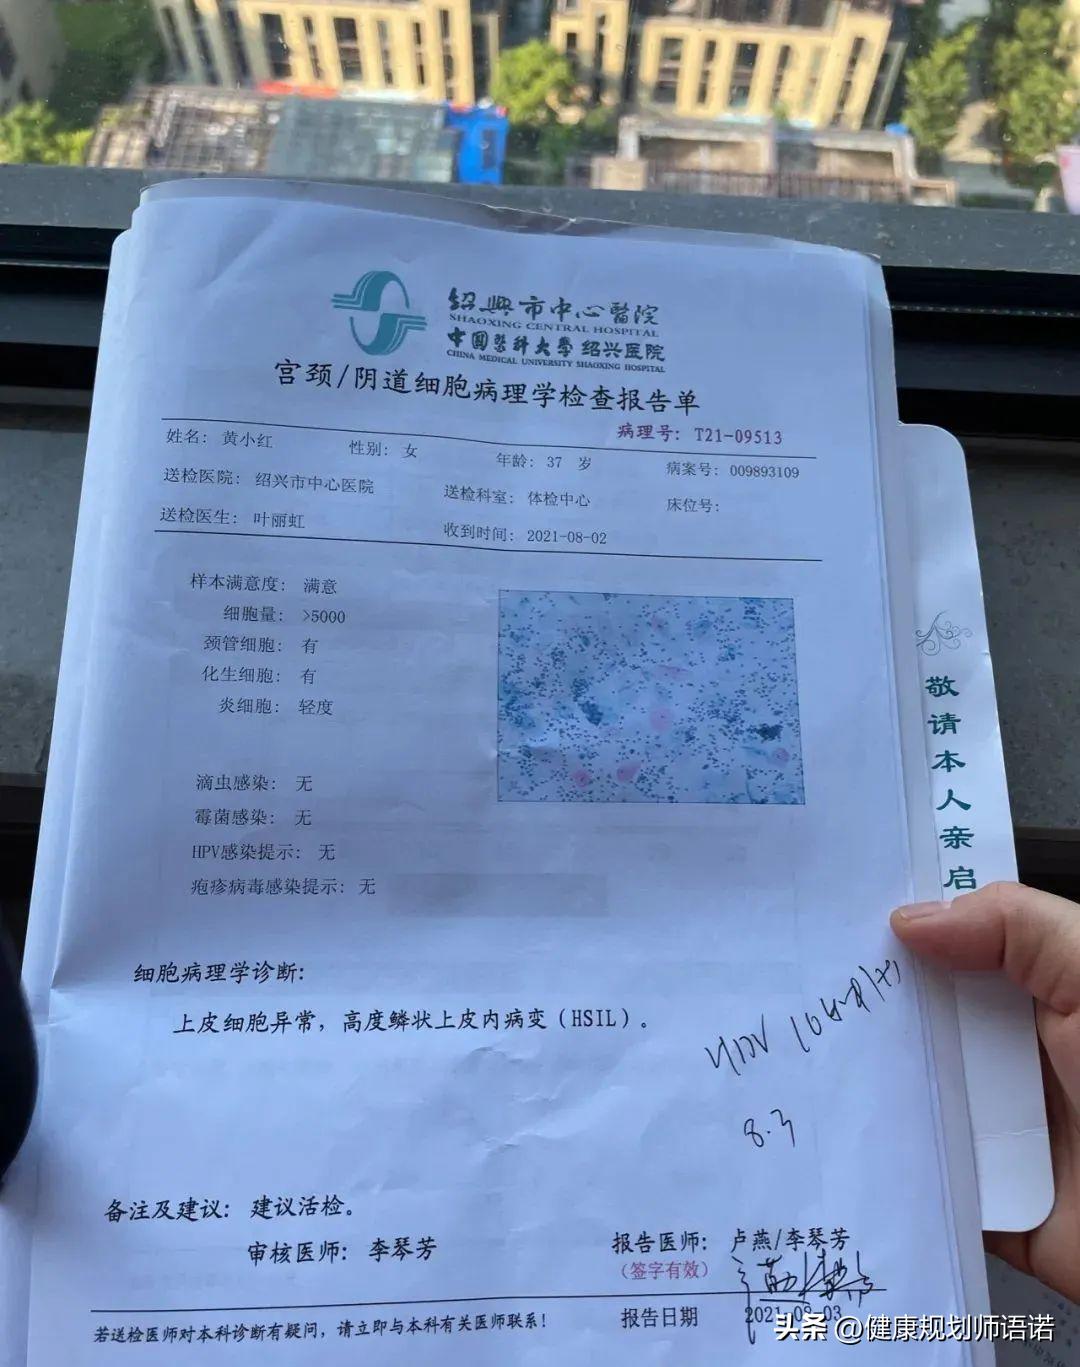 绍興市中心醫院
SHAOXING CENTRAL HOSPITAL
中国醫科大學 绍兴医院
CHINA MEDICAL UNIVERSITY SHAOXING HOSPITAL
宫颈/阴道细胞病理学检查报告单
病理号: T21-09513
姓名: 黄小红 性别: 女 年龄: 37 岁 病案号: 009893109
送检医院: 绍兴市中心医院 送检科室: 体检中心 床位号:
送检医生: 叶丽虹 收到时间: 2021-08-02
样本满意度: 满意
细胞量: >5000
颈管细胞: 有
化生细胞: 有
炎细胞: 轻度
滴虫感染: 无
霉菌感染: 无
HPV感染提示: 无
疱疹病毒感染提示: 无
细胞病理学诊断:
上皮细胞异常，高度鳞状上皮内病变(HSIL)。
HPV 16
8.3
备注及建议: 建议活检。
审核医师: 李琴芳
报告医师: 卢燕/李琴芳
(签字有效)
报告日期 2021-08-03
若送检医师对本科诊断有疑问，请立即与本科有关医师联系!
敬请本人亲启
头条 @健康规划师语诺